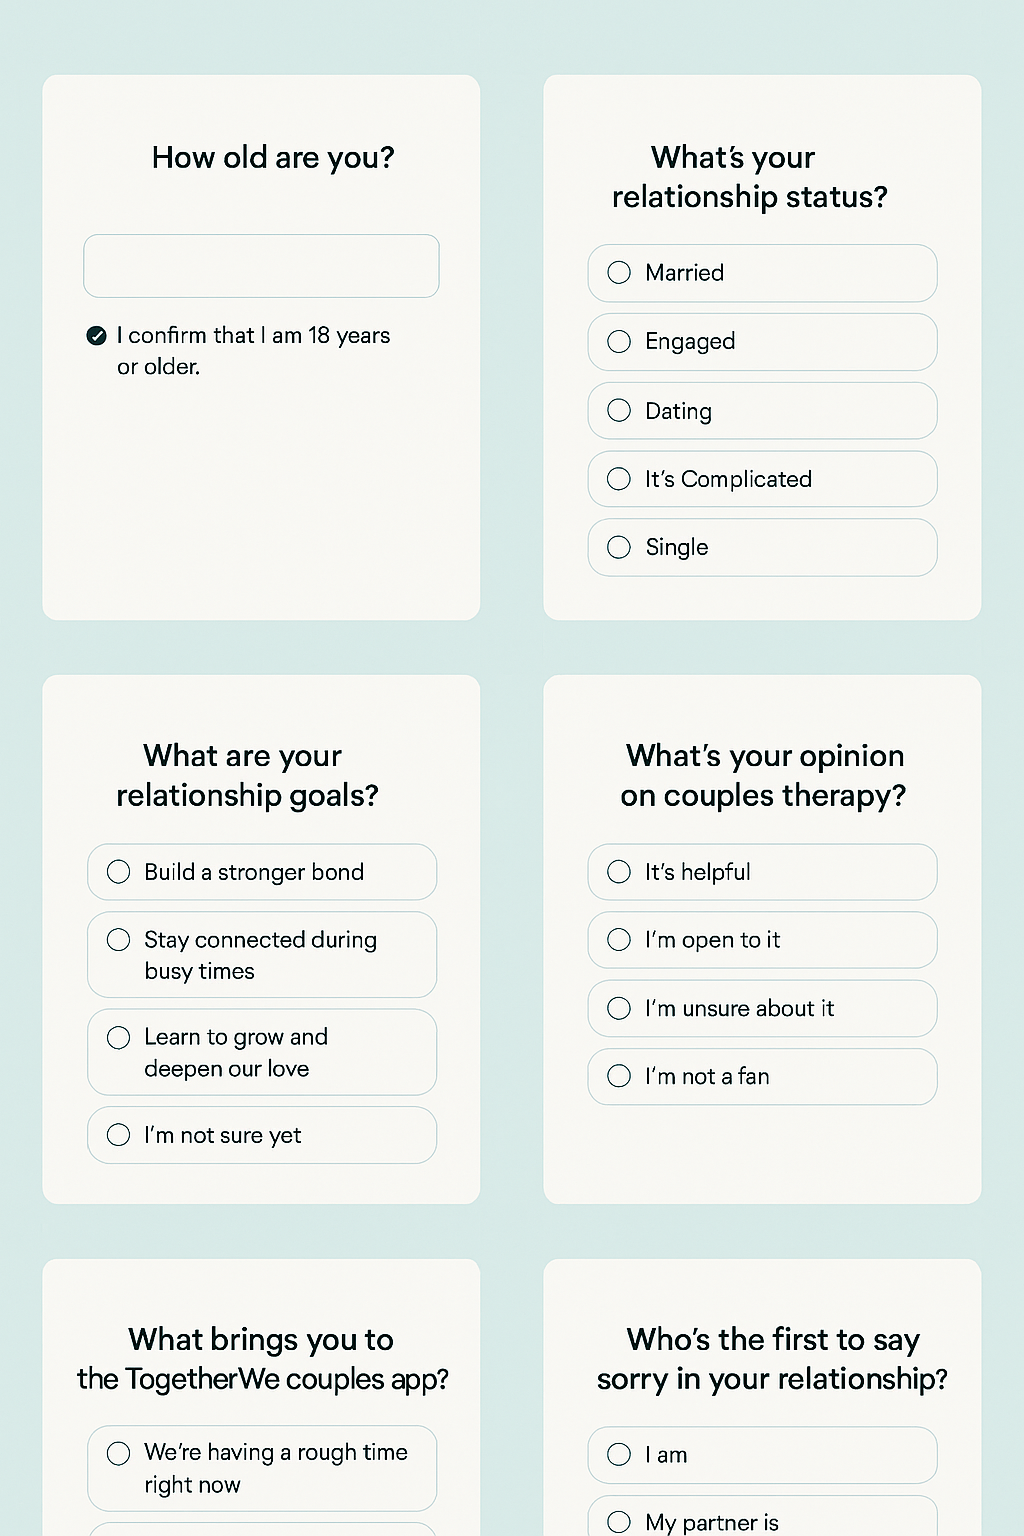 How old are you?
I confirm that I am 18 years
or older.
What's your
relationship status?
Married
Engaged
Dating
It's Complicated
Single
What are your
relationship goals?
Build a stronger bond
Stay connected during
busy times
Learn to grow and
deepen our love
I'm not sure yet
What's your opinion
on couples therapy?
It's helpful
I'm open to it
I'm unsure about it
I'm not a fan
What brings you to
the TogetherWe couples app?
We're having a rough time
right now
Who's the first to say
sorry in your relationship?
I am
My partner is